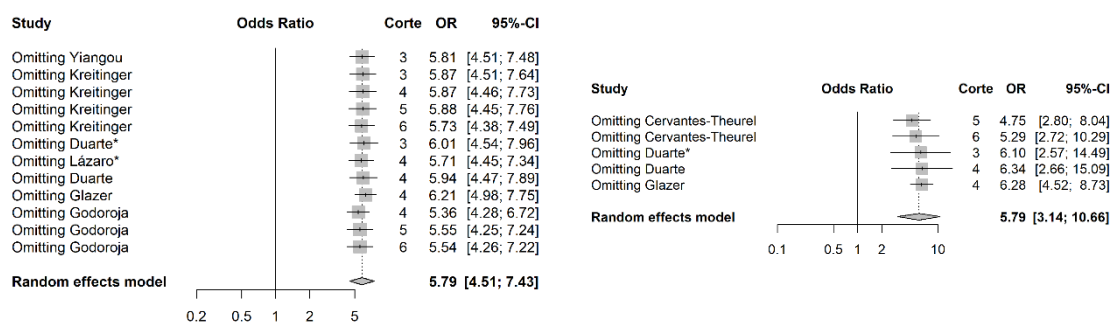 Study Odds Ratio Corte OR 95%-CI
Omitting Yiangou 3 5.81 [4.51; 7.48]
Omitting Kreitinger 3 5.87 [4.51; 7.64]
Omitting Kreitinger 4 5.87 [4.46; 7.73]
Omitting Kreitinger 5 5.88 [4.45; 7.76]
Omitting Kreitinger 6 5.73 [4.38; 7.49]
Omitting Duarte* 3 6.01 [4.54; 7.96]
Omitting Lázaro* 4 5.71 [4.45; 7.34]
Omitting Duarte 4 5.94 [4.47; 7.89]
Omitting Glazer 4 6.21 [4.98; 7.75]
Omitting Godoroja 4 5.36 [4.28; 6.72]
Omitting Godoroja 5 5.55 [4.25; 7.24]
Omitting Godoroja 6 5.54 [4.26; 7.22]
Random effects model 5.79 [4.51; 7.43]
0.2 0.5 1 2 5
Study Odds Ratio Corte OR 95%-CI
Omitting Cervantes-Theurel 5 4.75 [2.80; 8.04]
Omitting Cervantes-Theurel 6 5.29 [2.72; 10.29]
Omitting Duarte* 3 6.10 [2.57; 14.49]
Omitting Duarte 4 6.34 [2.66; 15.09]
Omitting Glazer 4 6.28 [4.52; 8.73]
Random effects model 5.79 [3.14; 10.66]
0.1 0.5 1 2 10